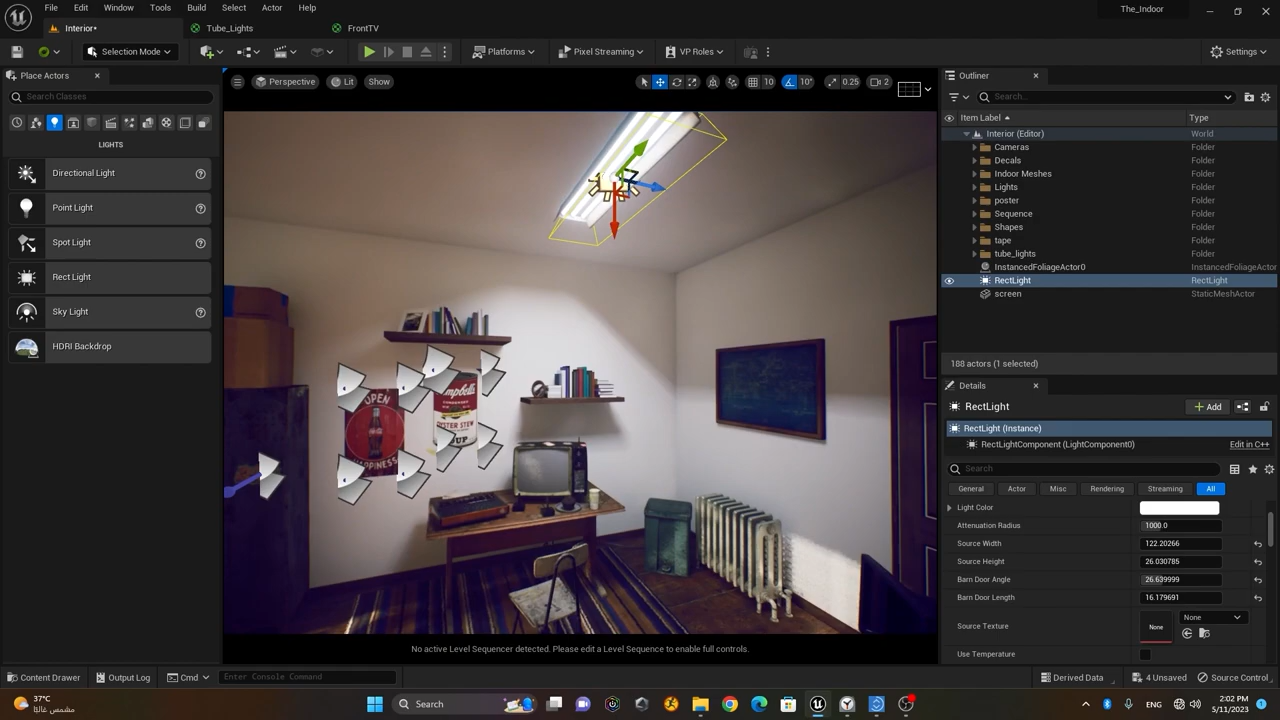 File Edit Window Tools Build Select Actor Help
The_Indoor
Interior•
Tube_Lights
FrontTV
Selection Mode
Platforms
Pixel Streaming
VP Roles
Settings
Place Actors
Search Classes
LIGHTS
Directional Light
Point Light
Spot Light
Rect Light
Sky Light
HDRI Backdrop
Perspective
Lit
Show
10
10°
0.25
2
OPEN
HAPPINESS
Campbell's
CONDENSED
OYSTER STEW
SOUP
No active Level Sequencer detected. Please edit a Level Sequence to enable full controls.
Outliner
Search...
Item Label
Type
Interior (Editor) World
Cameras Folder
Decals Folder
Indoor Meshes Folder
Lights Folder
poster Folder
Sequence Folder
Shapes Folder
tape Folder
tube_lights Folder
InstancedFoliageActor0 InstancedFoliageActor
RectLight RectLight
screen StaticMeshActor
188 actors (1 selected)
Details
RectLight
Add
RectLight (Instance)
RectLightComponent (LightComponent0) Edit in C++
Search
General Actor Misc Rendering Streaming All
Light Color
Attenuation Radius 1000.0
Source Width 122.20266
Source Height 26.030785
Barn Door Angle 26.639999
Barn Door Length 16.179691
Source Texture None None
Use Temperature
Content Drawer
Output Log
Cmd
Enter Console Command
Derived Data
4 Unsaved
Source Control
37°C
مشمس غالبًا
Search
ENG
2:02 PM
5/11/2023